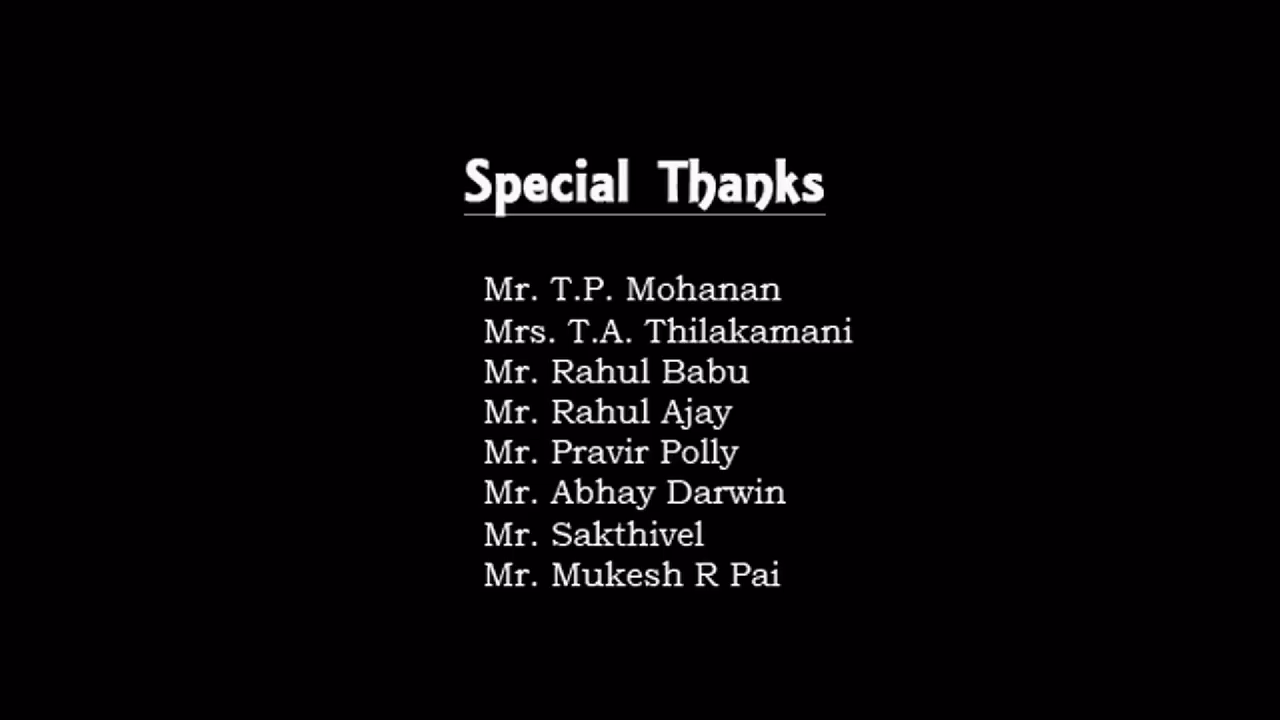 Special Thanks
Mr. T.P. Mohanan
Mrs. T.A. Thilakamani
Mr. Rahul Babu
Mr. Rahul Ajay
Mr. Pravir Polly
Mr. Abhay Darwin
Mr. Sakthivel
Mr. Mukesh R Pai